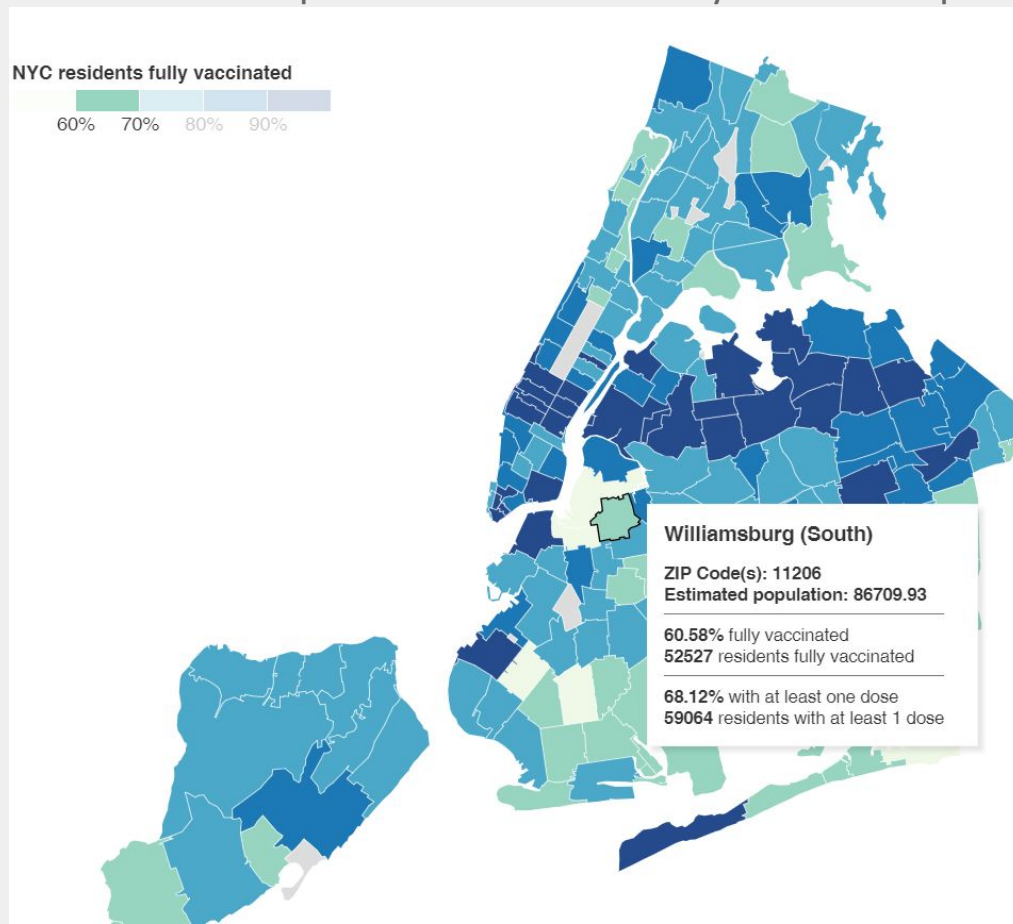 NYC residents fully vaccinated
60% 70% 80% 90%
Williamsburg (South)
ZIP Code(s): 11206
Estimated population: 86709.93
60.58% fully vaccinated
52527 residents fully vaccinated
68.12% with at least one dose
59064 residents with at least 1 dose